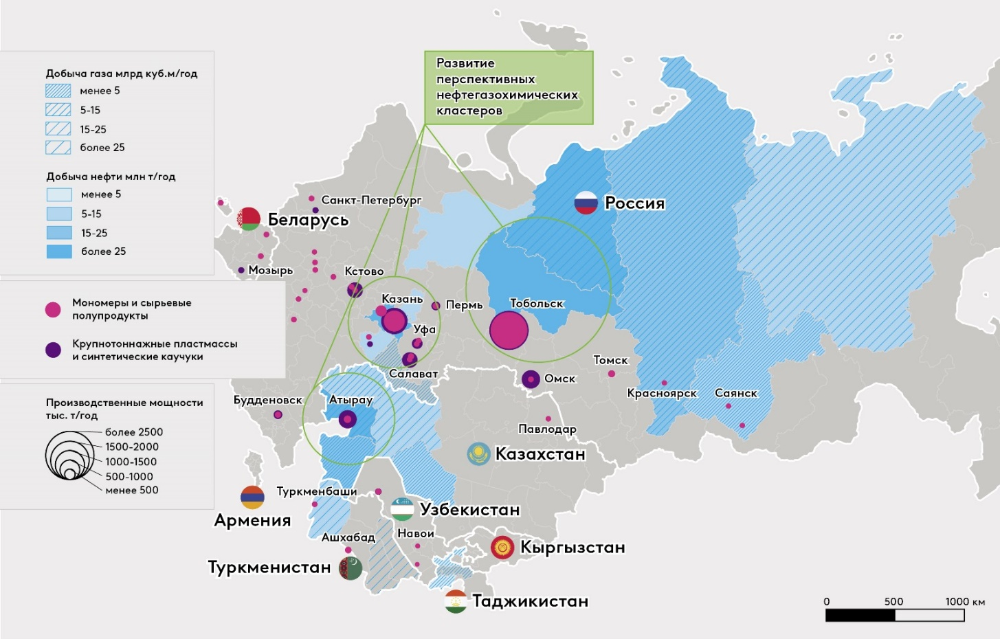 Добыча газа млрд куб.м/год
менее 5
5-15
15-25
более 25
Добыча нефти млн т/год
менее 5
5-15
15-25
более 25
Мономеры и сырьевые
полупродукты
Крупнотоннажные пластмассы
и синтетические каучуки
Производственные мощности
тыс. т/год
более 2500
1500-2000
1000-1500
500-1000
менее 500
Развитие
перспективных
нефтегазохимических
кластеров
Санкт-Петербург
Россия
Беларусь
Мозырь
Кстово
Казань
Пермь
Тобольск
Уфа
Салават
Омск
Томск
Красноярск
Саянск
Будденовск
Атырау
Павлодар
Казахстан
Туркменбаши
Армения
Узбекистан
Ашхабад
Навои
Кыргызстан
Туркменистан
Таджикистан
0 500 1000 км